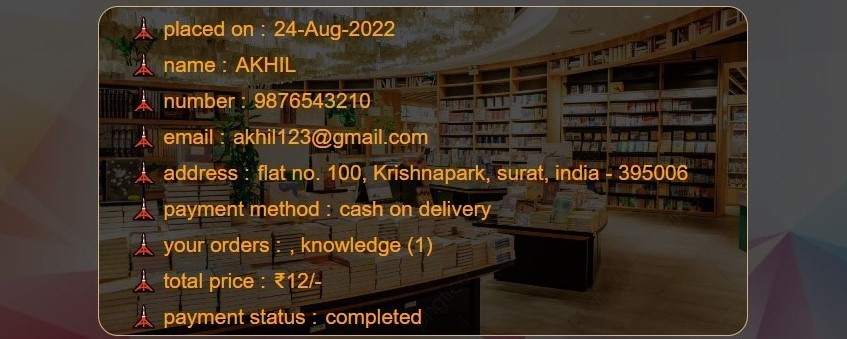 placed on : 24-Aug-2022
name : AKHIL
number : 9876543210
email : akhil123@gmail.com
address : flat no. 100, Krishnapark, surat, india - 395006
payment method : cash on delivery
your orders : , knowledge (1)
total price : ₹12/-
payment status : completed